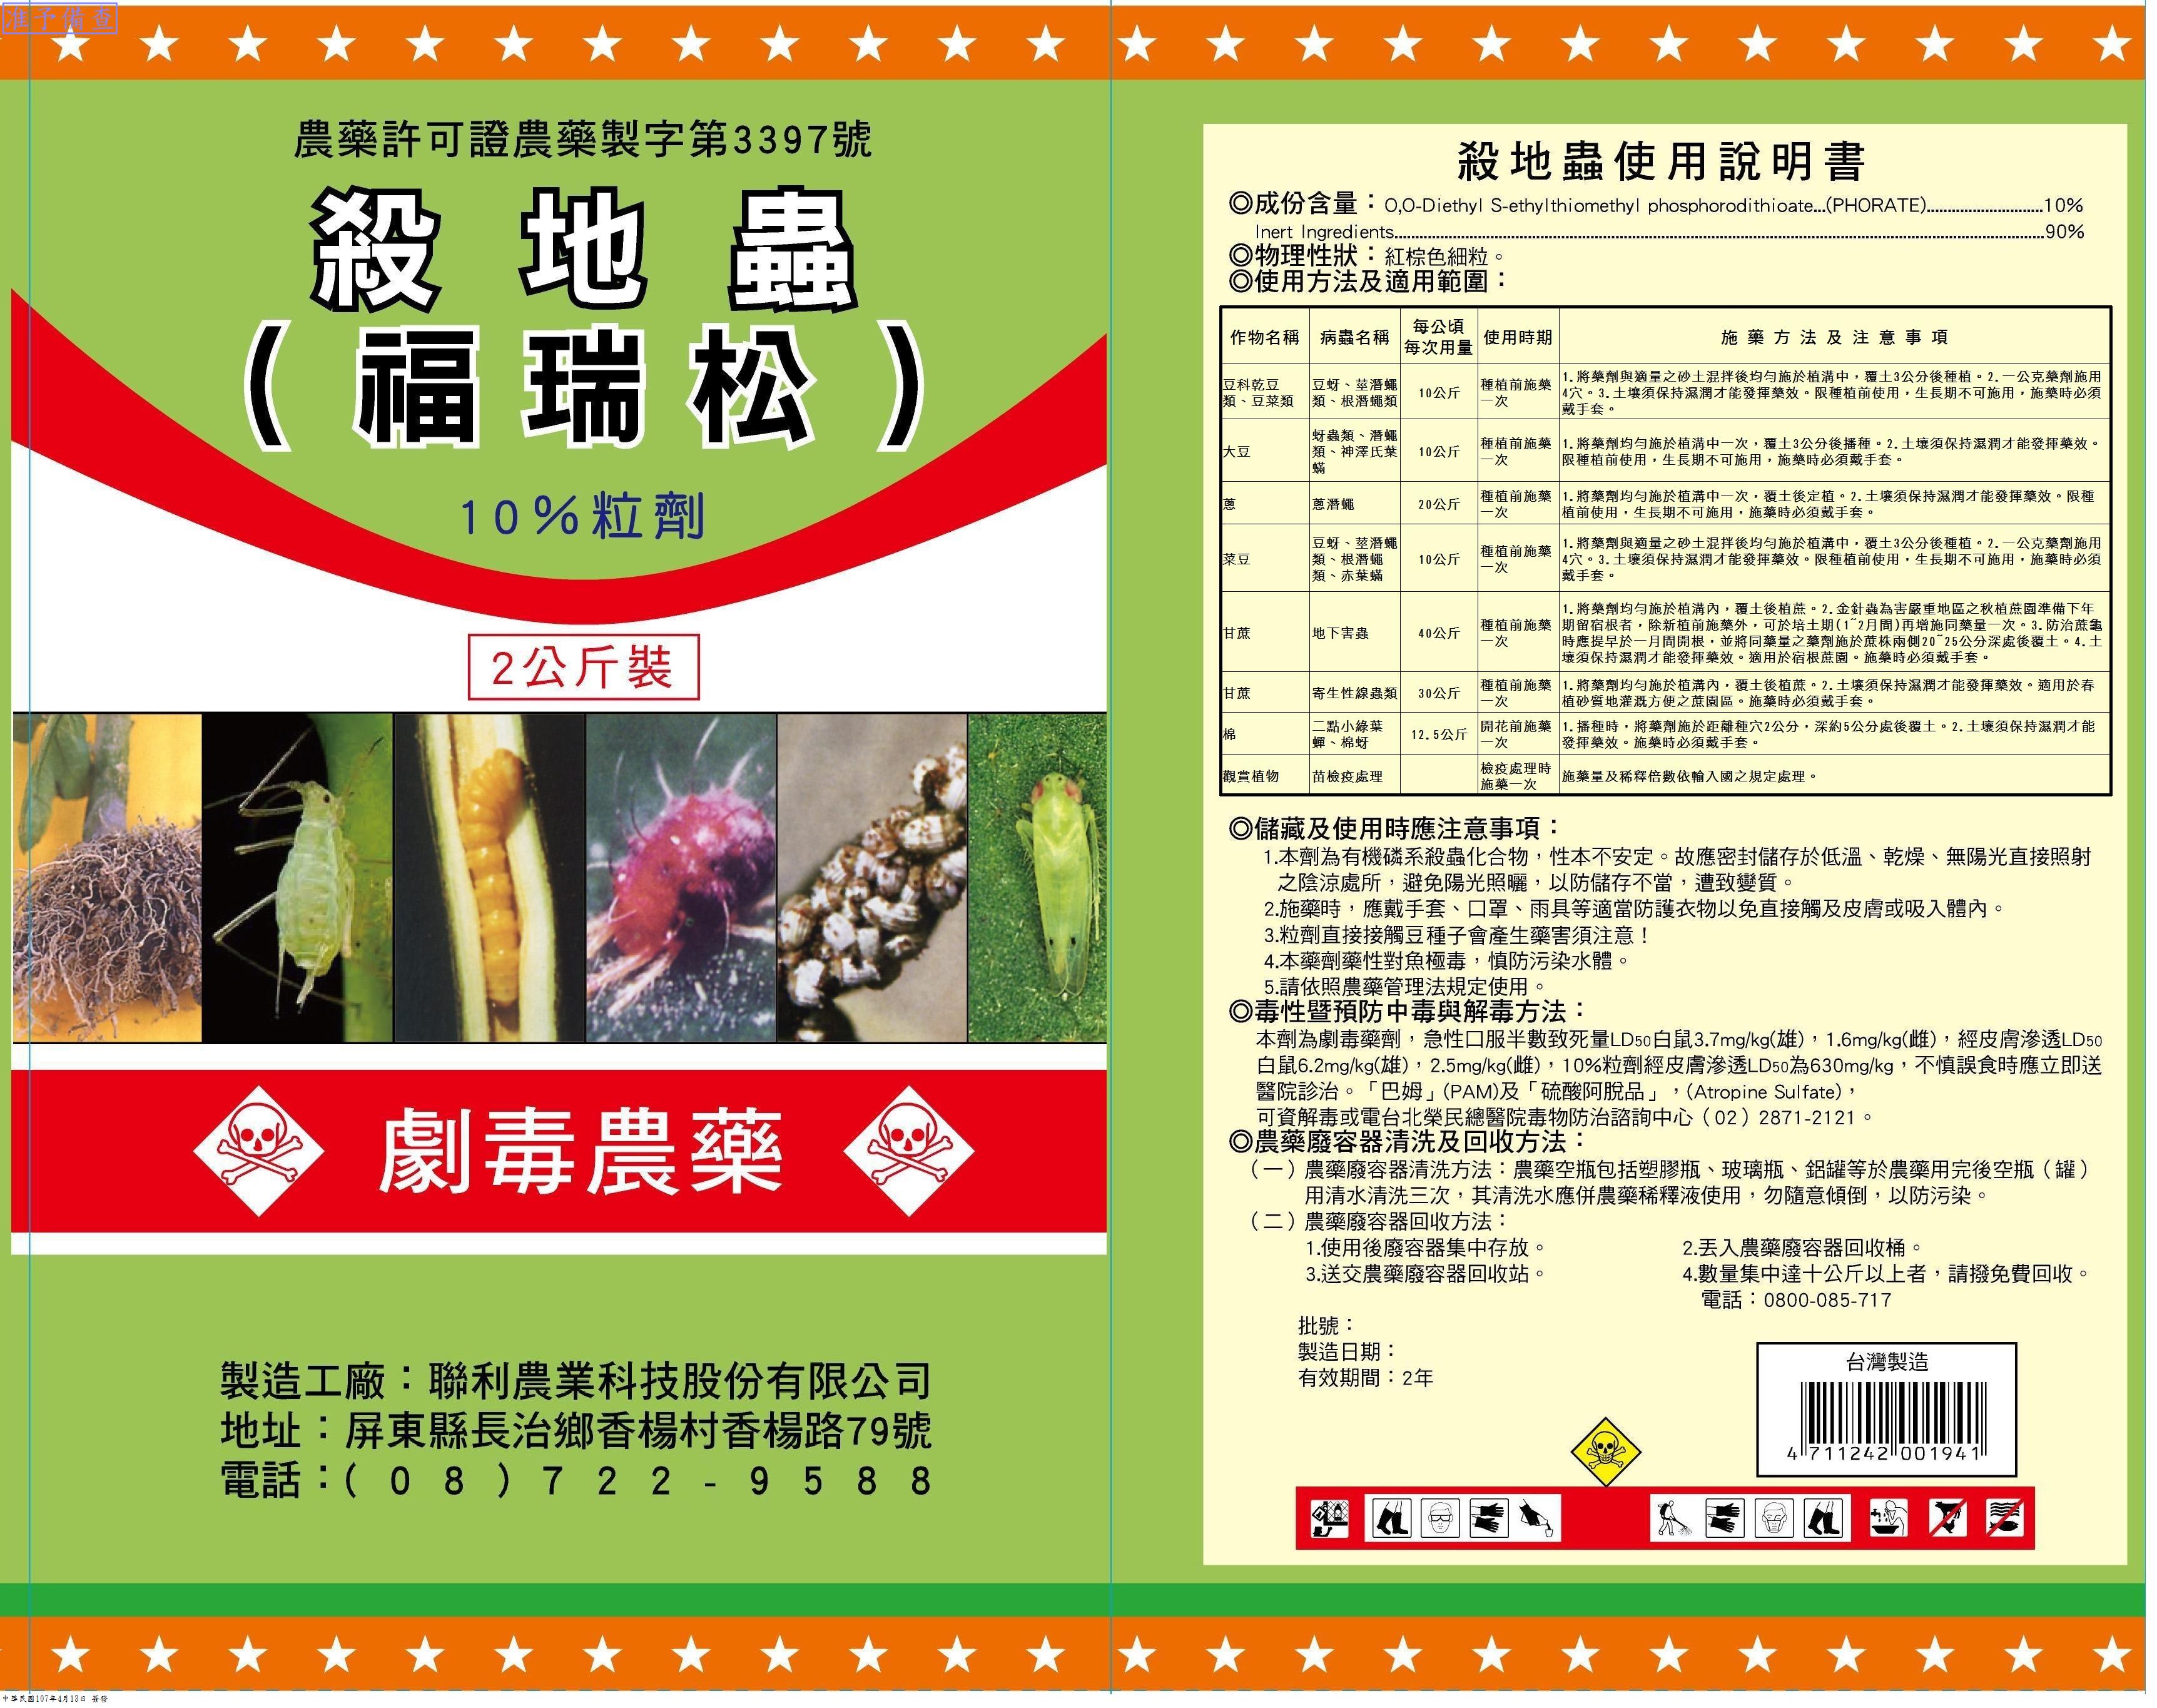 准予備查
農藥許可證農藥製字第3397號
殺地蟲
(福瑞松)
10%粒劑
2公斤裝
劇毒農藥
製造工廠：聯利農業科技股份有限公司
地址：屏東縣長治鄉香楊村香楊路79號
電話：(08)722-9588
中華民國107年4月13日 簽發
殺地蟲使用說明書
◎成份含量：O,O-Diethyl S-ethylthiomethyl phosphorodithioate...(PHORATE)............................10%
Inert Ingredients............................90%
◎物理性狀：紅棕色細粒。
◎使用方法及適用範圍：
作物名稱 病蟲名稱 每公頃每次用量 使用時期 施藥方法及注意事項
豆科乾豆類、豆菜類 豆蚜、莖潛蠅類、根潛蠅類 10公斤 種植前施藥一次
1.將藥劑與適量之砂土混拌後均勻施於植溝中，覆土3公分後種植。2.一公克藥劑施用
4穴。3.土壤須保持濕潤才能發揮藥效。限種植前使用，生長期不可施用，施藥時必須
戴手套。
大豆 蚜蟲類、潛蠅類、神澤氏葉蟎 10公斤 種植前施藥一次
1.將藥劑均勻施於植溝中一次，覆土3公分後播種。2.土壤須保持濕潤才能發揮藥效。
限種植前使用，生長期不可施用，施藥時必須戴手套。
蔥 蔥潛蠅 20公斤 種植前施藥一次
1.將藥劑均勻施於植溝中一次，覆土後定植。2.土壤須保持濕潤才能發揮藥效。限種
植前使用，生長期不可施用，施藥時必須戴手套。
菜豆 豆蚜、莖潛蠅類、根潛蠅類、赤葉蟎 10公斤 種植前施藥一次
1.將藥劑與適量之砂土混拌後均勻施於植溝中，覆土3公分後種植。2.一公克藥劑施用
4穴。3.土壤須保持濕潤才能發揮藥效。限種植前使用，生長期不可施用，施藥時必須
戴手套。
甘蔗 地下害蟲 40公斤 種植前施藥一次
1.將藥劑均勻施於植溝內，覆土後植蔗。2.金針蟲為害嚴重地區之秋植蔗園準備下年
期留宿根者，除新植前施藥外，可於培土期(1~2月間)再增施同藥量一次。3.防治蔗龜
時應提早於一月間開根，並將同藥量之藥劑施於蔗株兩側20~25公分深處後覆土。4.土
壤須保持濕潤才能發揮藥效。適用於宿根蔗園。施藥時必須戴手套。
甘蔗 寄生性線蟲類 30公斤 種植前施藥一次
1.將藥劑均勻施於植溝內，覆土後植蔗。2.土壤須保持濕潤才能發揮藥效。適用於春
植砂質地灌溉方便之蔗園區。施藥時必須戴手套。
棉 二點小綠葉蟬、棉蚜 12.5公斤 開花前施藥一次
1.播種時，將藥劑施於距離種穴2公分，深約5公分處後覆土。2.土壤須保持濕潤才能
發揮藥效。施藥時必須戴手套。
觀賞植物 苗檢疫處理 檢疫處理時施藥一次 施藥量及稀釋倍數依輸入國之規定處理。
◎儲藏及使用時應注意事項：
1.本劑為有機磷系殺蟲化合物，性本不安定。故應密封儲存於低溫、乾燥、無陽光直接照射
之陰涼處所，避免陽光照曬，以防儲存不當，遭致變質。
2.施藥時，應戴手套、口罩、雨具等適當防護衣物以免直接觸及皮膚或吸入體內。
3.粒劑直接接觸豆種子會產生藥害須注意！
4.本藥劑藥性對魚極毒，慎防污染水體。
5.請依照農藥管理法規定使用。
◎毒性暨預防中毒與解毒方法：
本劑為劇毒藥劑，急性口服半數致死量LD50白鼠3.7mg/kg(雄)，1.6mg/kg(雌)，經皮膚滲透LD50
白鼠6.2mg/kg(雄)，2.5mg/kg(雌)，10%粒劑經皮膚滲透LD50為630mg/kg，不慎誤食時應立即送
醫院診治。「巴姆」(PAM)及「硫酸阿脫品」，(Atropine Sulfate)，
可資解毒或電台北榮民總醫院毒物防治諮詢中心（02）2871-2121。
◎農藥廢容器清洗及回收方法：
（一）農藥廢容器清洗方法：農藥空瓶包括塑膠瓶、玻璃瓶、鋁罐等於農藥用完後空瓶（罐）
用清水清洗三次，其清洗水應併農藥稀釋液使用，勿隨意傾倒，以防污染。
（二）農藥廢容器回收方法：
1.使用後廢容器集中存放。 2.丟入農藥廢容器回收桶。
3.送交農藥廢容器回收站。 4.數量集中達十公斤以上者，請撥免費回收。
電話：0800-085-717
批號：
製造日期：
有效期間：2年
台灣製造
4 711242 001941